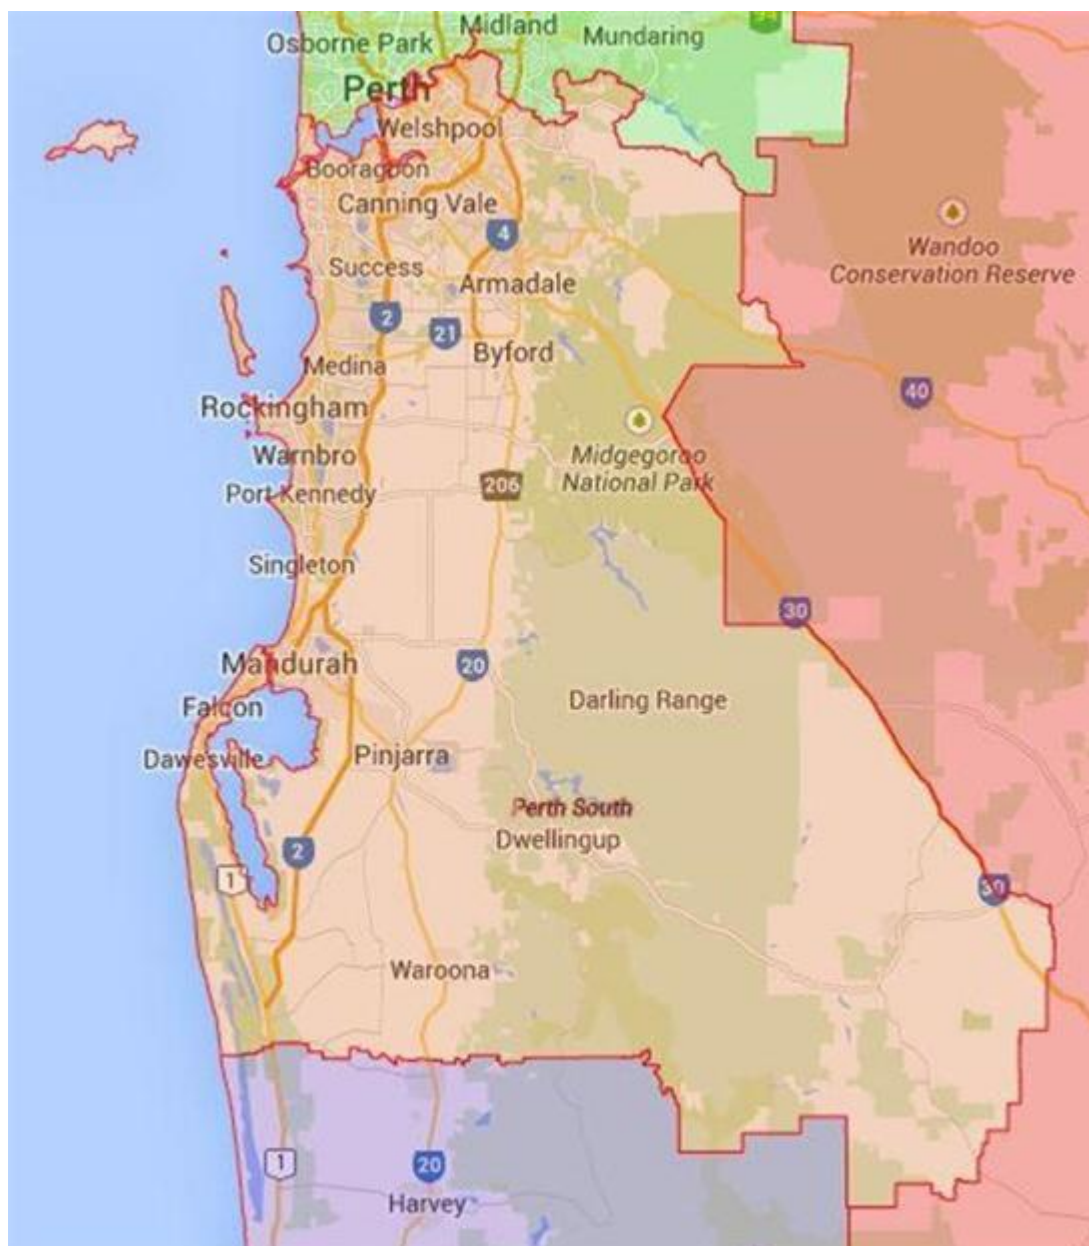 Midland
Mundaring
94
Osborne Park
Perth
Welshpool
Booragoon
Canning Vale
4
Wandoo
Conservation Reserve
Success
Armadale
2
21
Byford
Medina
40
Rockingham
Warnbro
Midgegoroo
National Park
Port Kennedy
206
Singleton
30
Mandurah
20
Falcon
Darling Range
Dawesville
Pinjarra
Perth South
Dwellingup
2
1
30
Waroona
1
20
Harvey